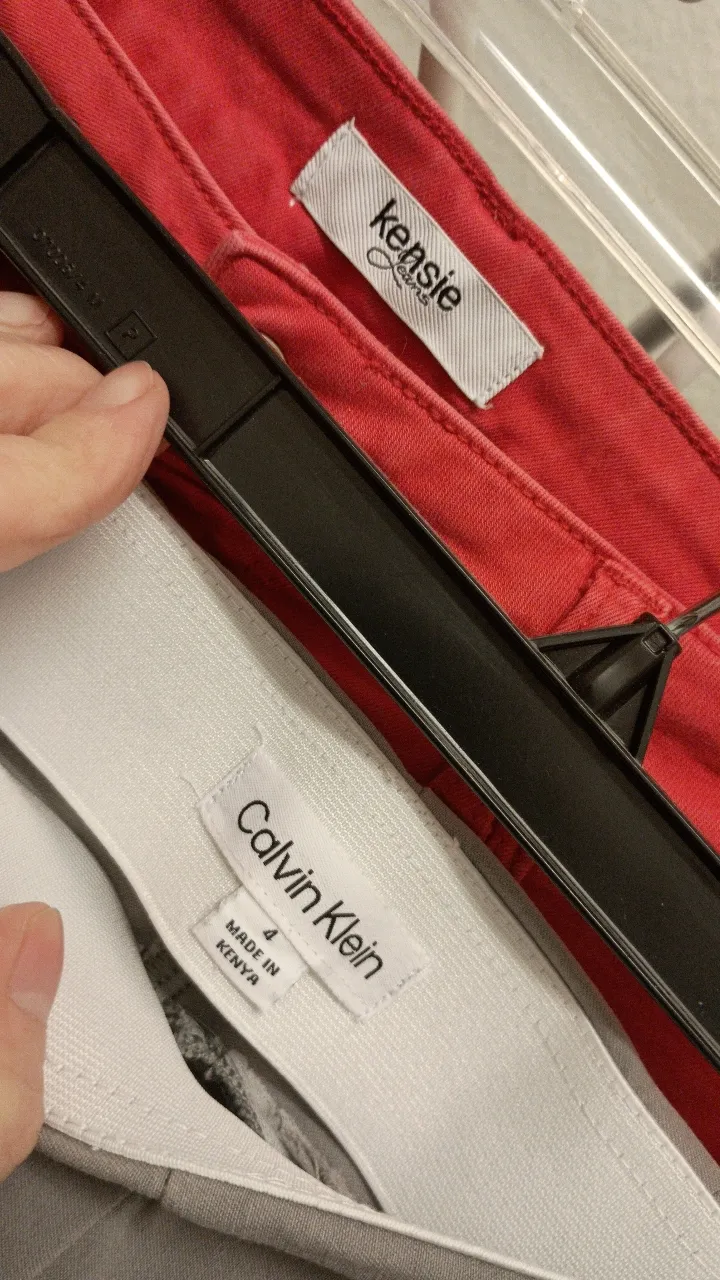 kensie
Jeans
Calvin Klein
4
MADE IN
KENYA